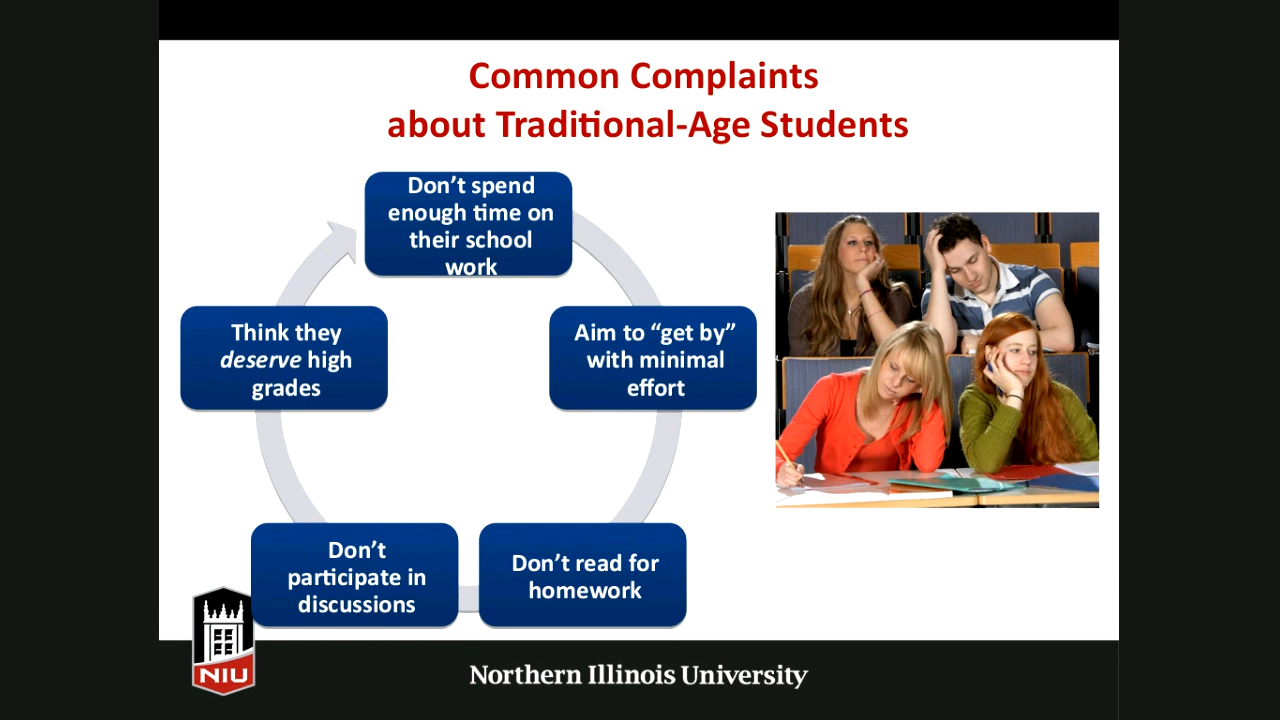 Common Complaints
about Traditional-Age Students
Don’t spend
enough time on
their school
work
Aim to “get by”
with minimal
effort
Don’t read for
homework
Don’t
participate in
discussions
Think they
deserve high
grades
NIU
Northern Illinois University